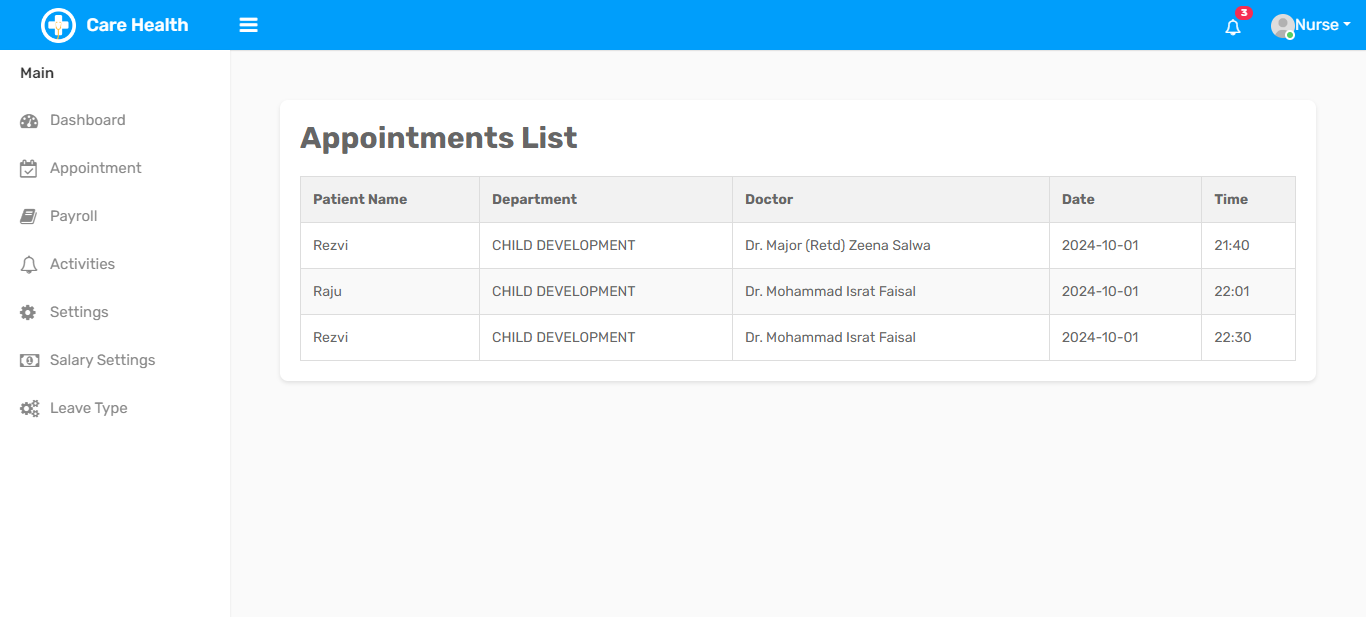 Care Health
3
Nurse
Main
Dashboard
Appointment
Payroll
Activities
Settings
Salary Settings
Leave Type
Appointments List
Patient Name Department Doctor Date Time
Rezvi CHILD DEVELOPMENT Dr. Major (Retd) Zeena Salwa 2024-10-01 21:40
Raju CHILD DEVELOPMENT Dr. Mohammad Israt Faisal 2024-10-01 22:01
Rezvi CHILD DEVELOPMENT Dr. Mohammad Israt Faisal 2024-10-01 22:30